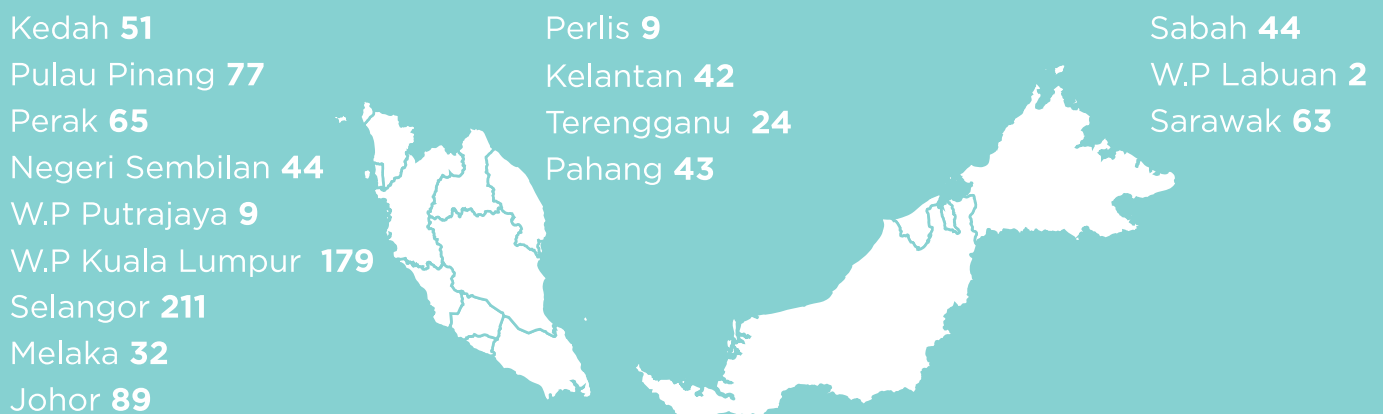 Kedah 51
Pulau Pinang 77
Perak 65
Negeri Sembilan 44
W.P Putrajaya 9
W.P Kuala Lumpur 179
Selangor 211
Melaka 32
Johor 89
Perlis 9
Kelantan 42
Terengganu 24
Pahang 43
Sabah 44
W.P Labuan 2
Sarawak 63